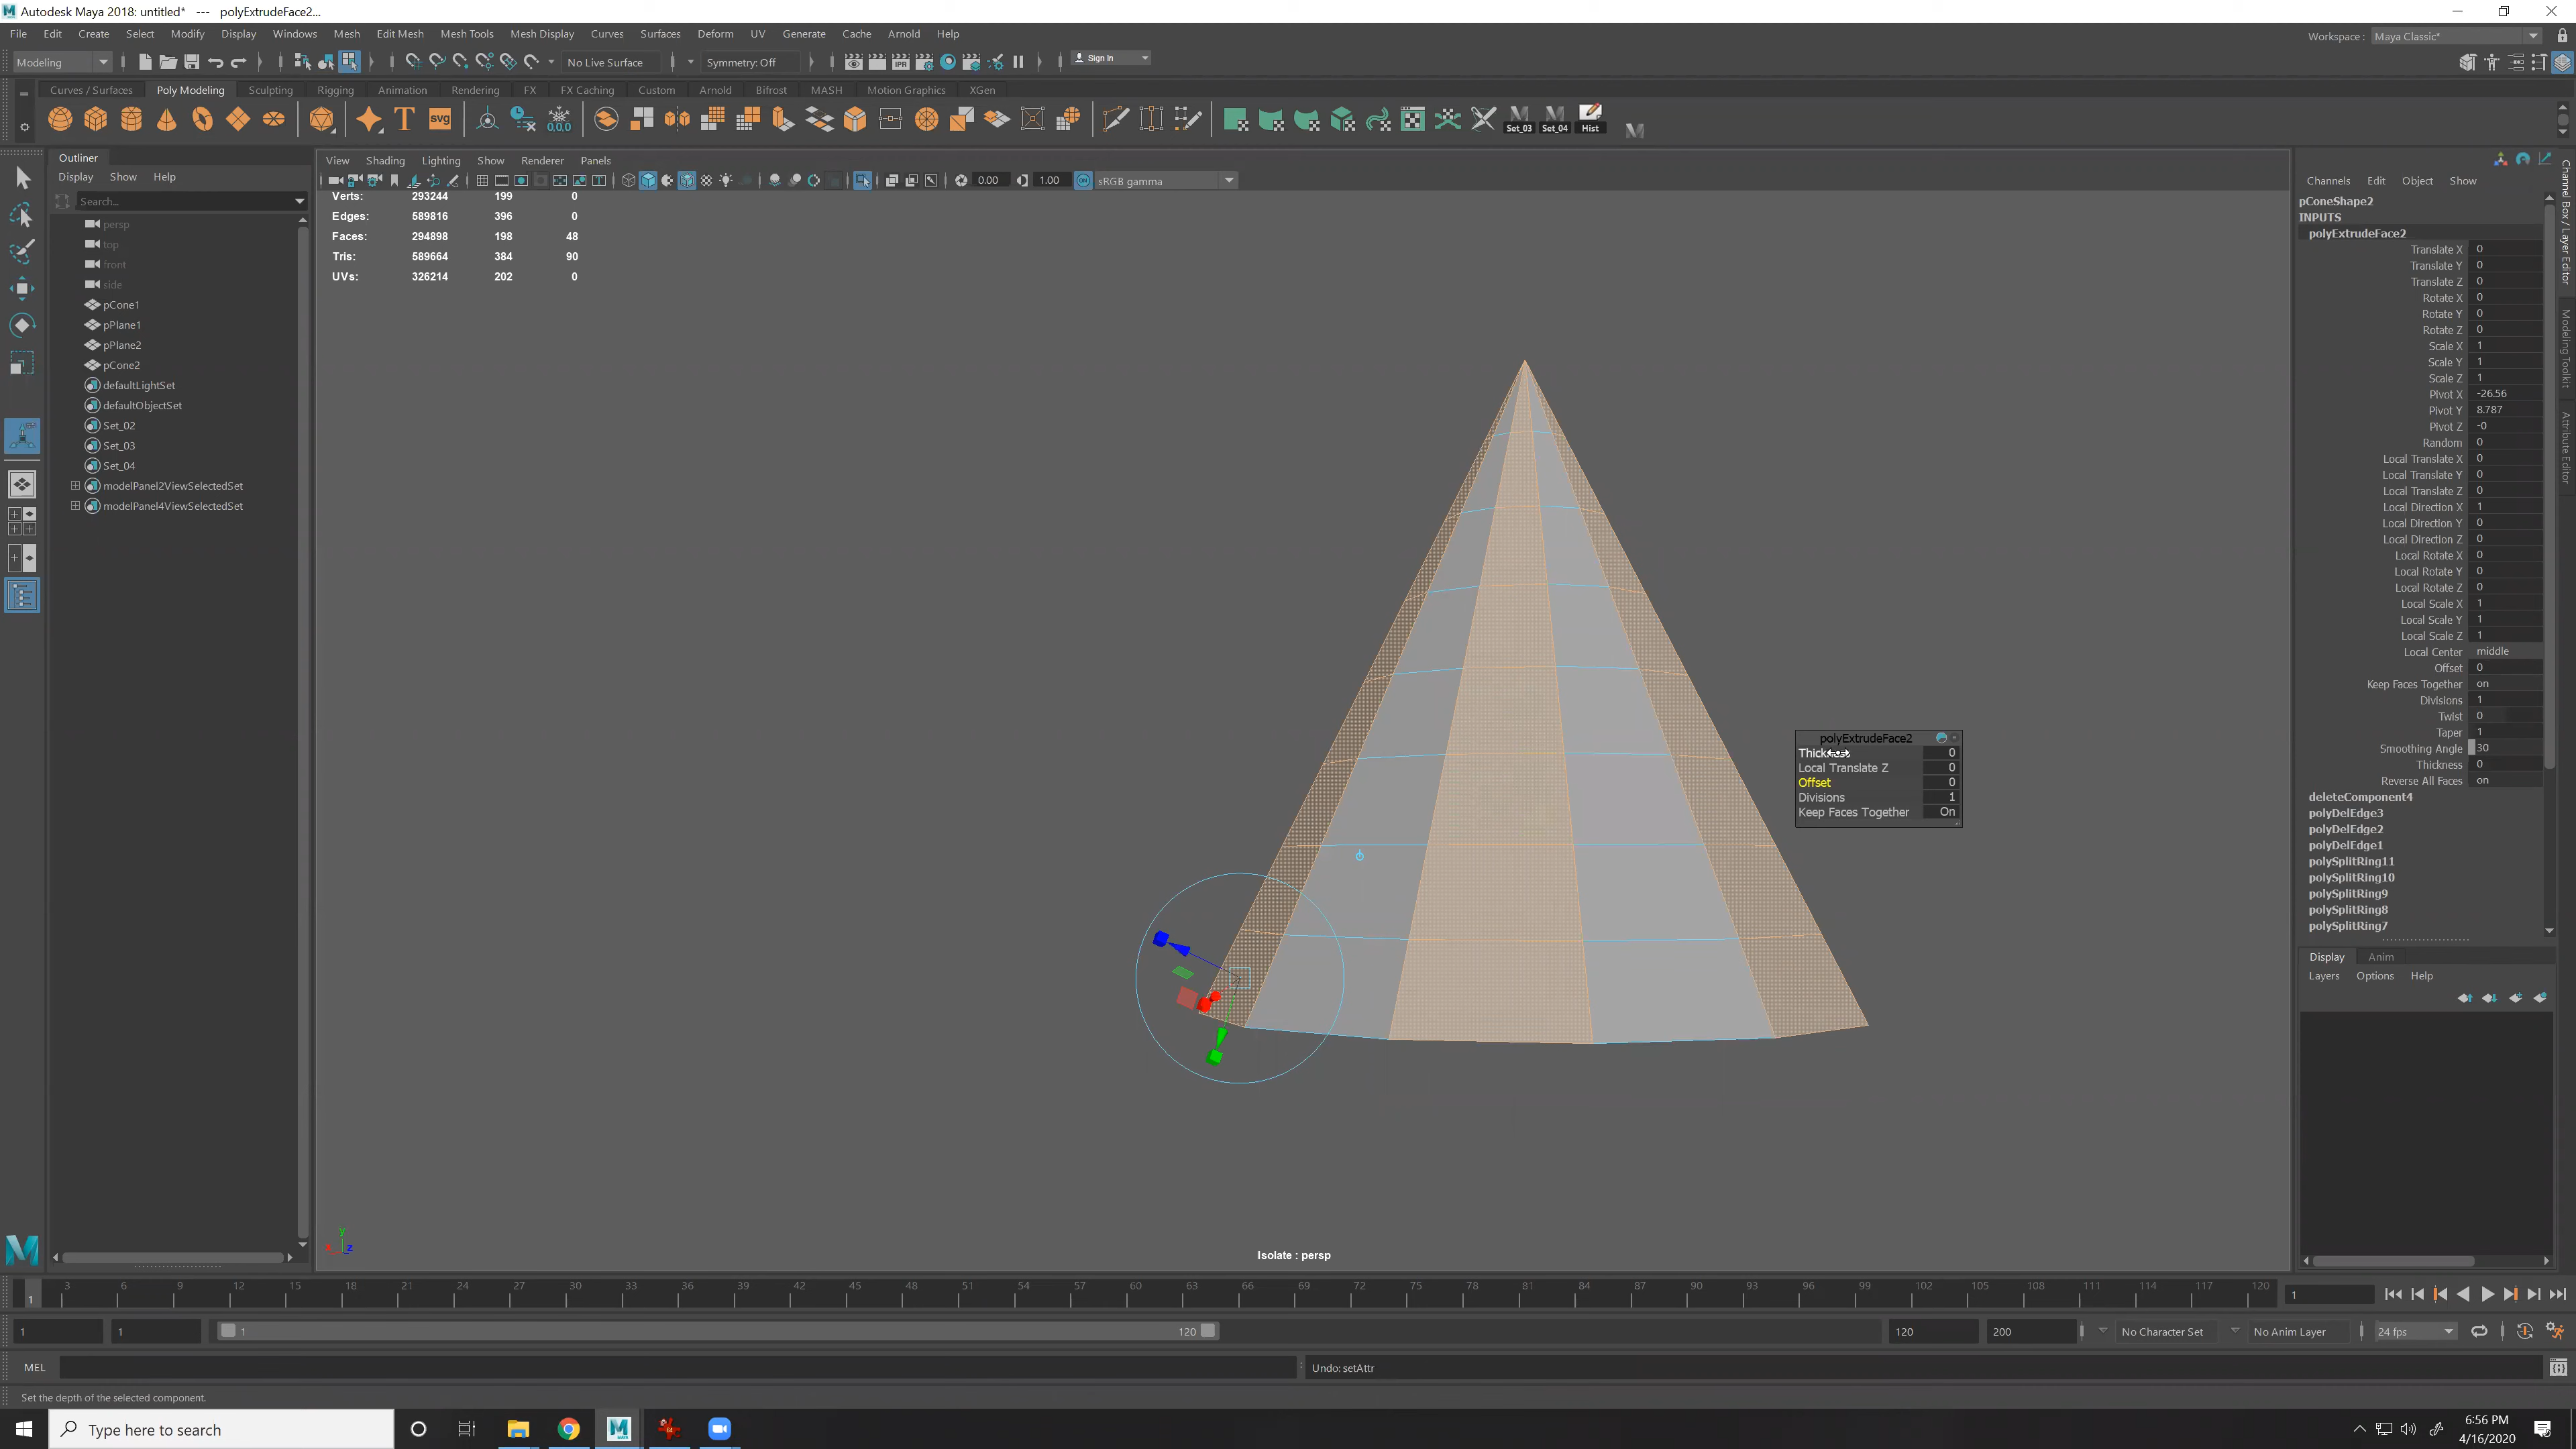 Autodesk Maya 2018: untitled* --- polyExtrudeFace2...
File Edit Create Select Modify Display Windows Mesh Edit Mesh Mesh Tools Mesh Display Curves Surfaces Deform UV Generate Cache Arnold Help
Workspace : Maya Classic*
Modeling No Live Surface Symmetry: Off IPR Sign In
Curves / Surfaces Poly Modeling Sculpting Rigging Animation Rendering FX FX Caching Custom Arnold Bifrost MASH Motion Graphics XGen
T SVG 0,0,0 Set_03 Set_04 Hist
Outliner
Display Show Help
Search...
persp
top
front
side
pCone1
pPlane1
pPlane2
pCone2
defaultLightSet
defaultObjectSet
Set_02
Set_03
Set_04
modelPanel2ViewSelectedSet
modelPanel4ViewSelectedSet
View Shading Lighting Show Renderer Panels
0.00 1.00 sRGB gamma
Verts: 293244 199 0
Edges: 589816 396 0
Faces: 294898 198 48
Tris: 589664 384 90
UVs: 326214 202 0
polyExtrudeFace2
Thickness 0
Local Translate Z 0
Offset 0
Divisions 1
Keep Faces Together On
y
z
Isolate : persp
Channels Edit Object Show
pConeShape2
INPUTS
polyExtrudeFace2
Translate X 0
Translate Y 0
Translate Z 0
Rotate X 0
Rotate Y 0
Rotate Z 0
Scale X 1
Scale Y 1
Scale Z 1
Pivot X -26.56
Pivot Y 8.787
Pivot Z -0
Random 0
Local Translate X 0
Local Translate Y 0
Local Translate Z 0
Local Direction X 1
Local Direction Y 0
Local Direction Z 0
Local Rotate X 0
Local Rotate Y 0
Local Rotate Z 0
Local Scale X 1
Local Scale Y 1
Local Scale Z 1
Local Center middle
Offset 0
Keep Faces Together on
Divisions 1
Twist 0
Taper 1
Smoothing Angle 30
Thickness 0
Reverse All Faces on
deleteComponent4
polyDelEdge3
polyDelEdge2
polyDelEdge1
polySplitRing11
polySplitRing10
polySplitRing9
polySplitRing8
polySplitRing7
Display Anim
Layers Options Help
Channel Box / Layer Editor
Modeling Toolkit
Attribute Editor
1 3 6 9 12 15 18 21 24 27 30 33 36 39 42 45 48 51 54 57 60 63 66 69 72 75 78 81 84 87 90 93 96 99 102 105 108 111 114 117 120 1
1 1 1 120 120 200 No Character Set No Anim Layer 24 fps
MEL Undo: setAttr
Set the depth of the selected component.
Type here to search
6:56 PM
4/16/2020